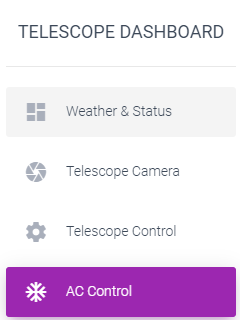 TELESCOPE DASHBOARD
Weather & Status
Telescope Camera
Telescope Control
AC Control